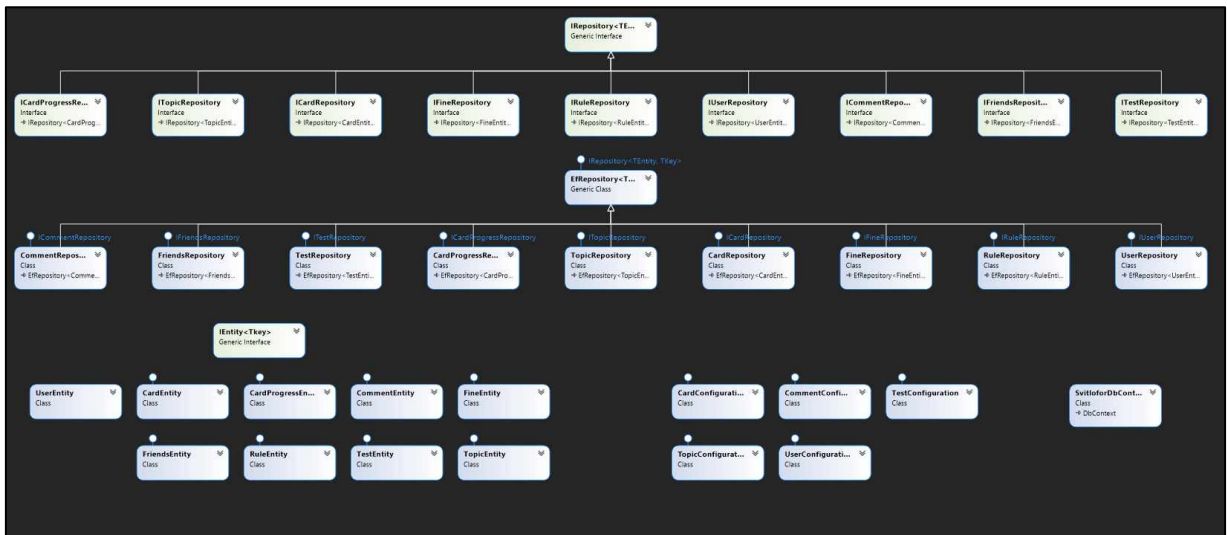 IRepository<TE...
Generic Interface
ICardProgressRe...
Interface
→ IRepository<CardProg...
ITopicRepository
Interface
→ IRepository<TopicEnti...
ICardRepository
Interface
→ IRepository<CardEntit...
IFineRepository
Interface
→ IRepository<FineEntit...
IRuleRepository
Interface
→ IRepository<RuleEntit...
IUserRepository
Interface
→ IRepository<UserEntit...
ICommentRepo...
Interface
→ IRepository<Commen...
IFriendsReposit...
Interface
→ IRepository<FriendsE...
ITestRepository
Interface
→ IRepository<TestEntit...
IRepository<TEntity, TKey>
EfRepository<T...
Generic Class
ICommentRepository
CommentRepos...
Class
→ EfRepository<Comme...
IFriendsRepository
FriendsRepository
Class
→ EfRepository<Friends...
ITestRepository
TestRepository
Class
→ EfRepository<TestEnti...
ICardProgressRepository
CardProgressRe...
Class
→ EfRepository<CardPro...
ITopicRepository
TopicRepository
Class
→ EfRepository<TopicEn...
ICardRepository
CardRepository
Class
→ EfRepository<CardEnt...
IFineRepository
FineRepository
Class
→ EfRepository<FineEnti...
IRuleRepository
RuleRepository
Class
→ EfRepository<RuleEnti...
IUserRepository
UserRepository
Class
→ EfRepository<UserEnt...
IEntity<Tkey>
Generic Interface
UserEntity
Class
CardEntity
Class
CardProgressEn...
Class
CommentEntity
Class
FineEntity
Class
CardConfigurati...
Class
CommentConfi...
Class
TestConfiguration
Class
SvitloforDbCont...
Class
→ DbContext
FriendsEntity
Class
RuleEntity
Class
TestEntity
Class
TopicEntity
Class
TopicConfigurat...
Class
UserConfigurati...
Class